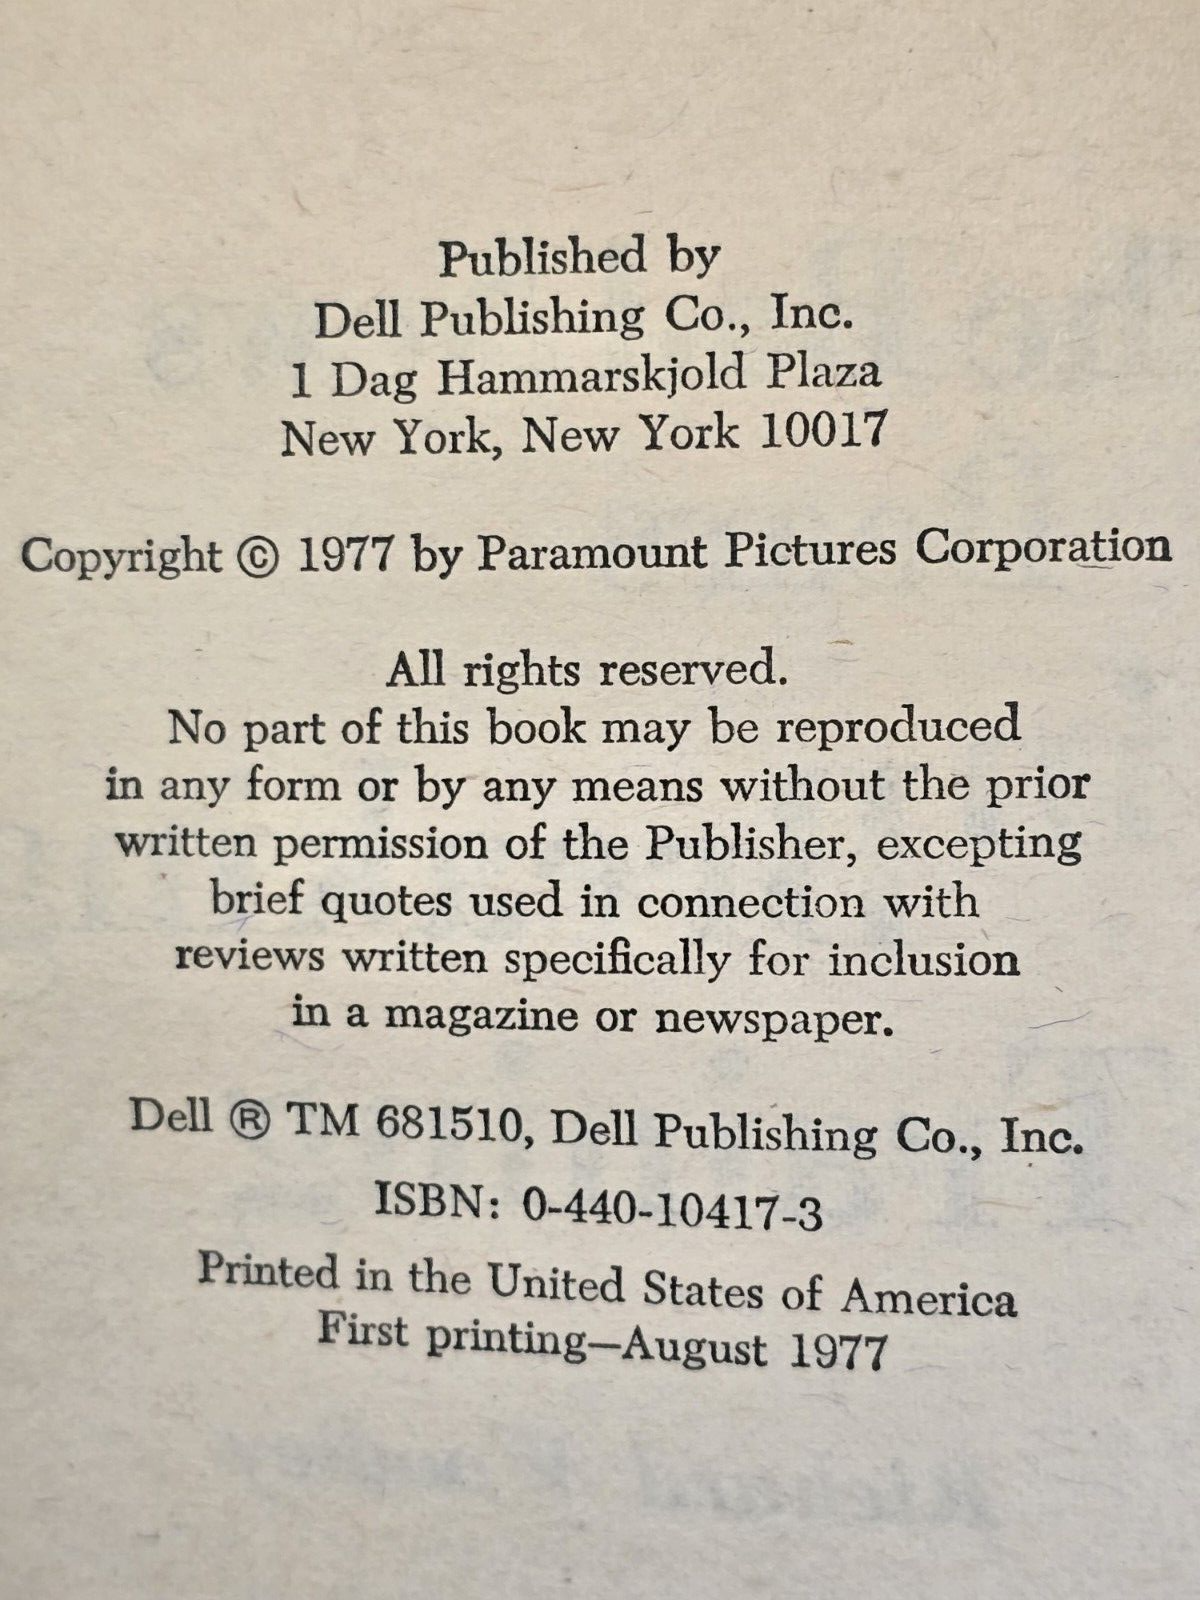 Published by
Dell Publishing Co., Inc.
1 Dag Hammarskjold Plaza
New York, New York 10017
Copyright © 1977 by Paramount Pictures Corporation
All rights reserved.
No part of this book may be reproduced
in any form or by any means without the prior
written permission of the Publisher, excepting
brief quotes used in connection with
reviews written specifically for inclusion
in a magazine or newspaper.
Dell ® TM 681510, Dell Publishing Co., Inc.
ISBN: 0-440-10417-3
Printed in the United States of America
First printing—August 1977